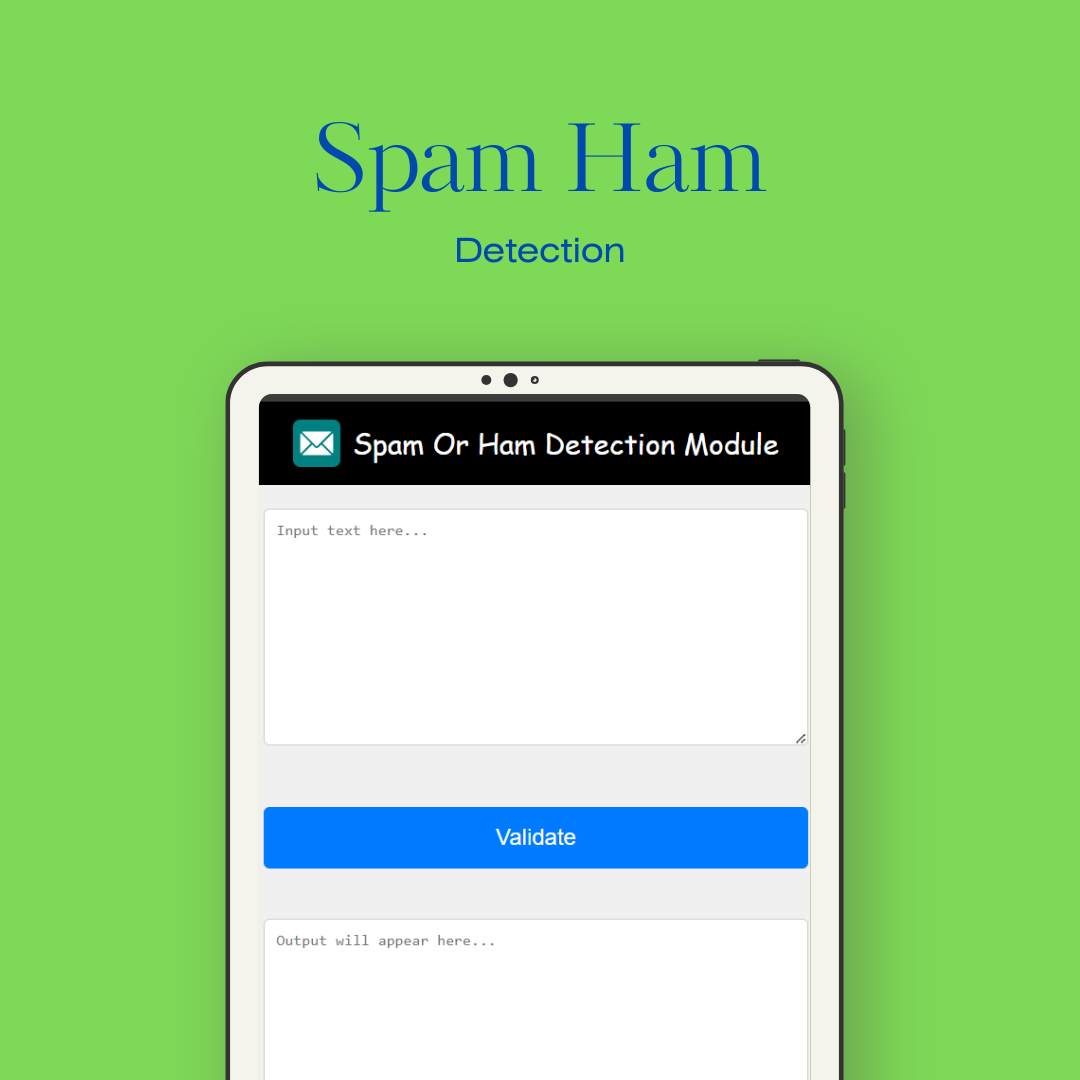 Spam Ham
Detection
Spam Or Ham Detection Module
Input text here...
Validate
Output will appear here...